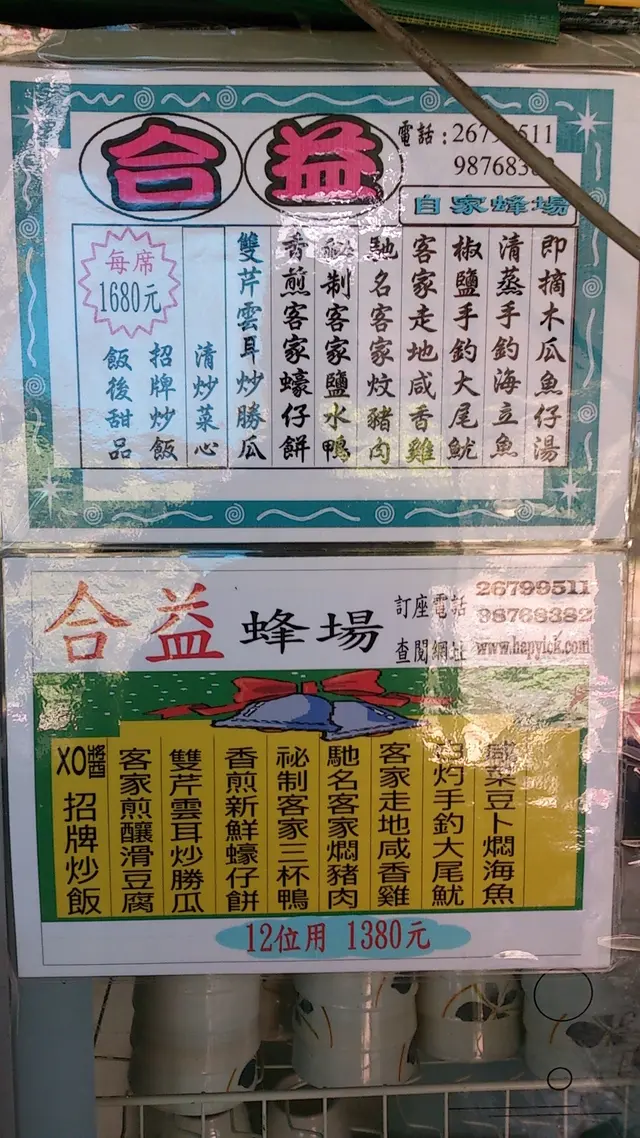 合益
電話:26799511
自家蜂場
即摘木瓜魚仔湯
清蒸手釣海立魚
椒鹽手釣大尾魷
客家走地咸香雞
馳名客家炆豬肉
秘制客家鹽水鴨
香煎客家蠔仔餅
雙芹雲耳炒勝瓜
清炒菜心
招牌炒飯
飯後甜品
每席
1680元
合益蜂場
訂座電話 26799511
98768382
查閱網址 www.hapyick.com
咸菜豆卜燜海魚
白灼手釣大尾魷
客家走地咸香雞
馳名客家燜豬肉
祕制客家三杯鴨
香煎新鮮蠔仔餅
雙芹雲耳炒勝瓜
客家煎釀滑豆腐
XO醬招牌炒飯
12位用 1380元